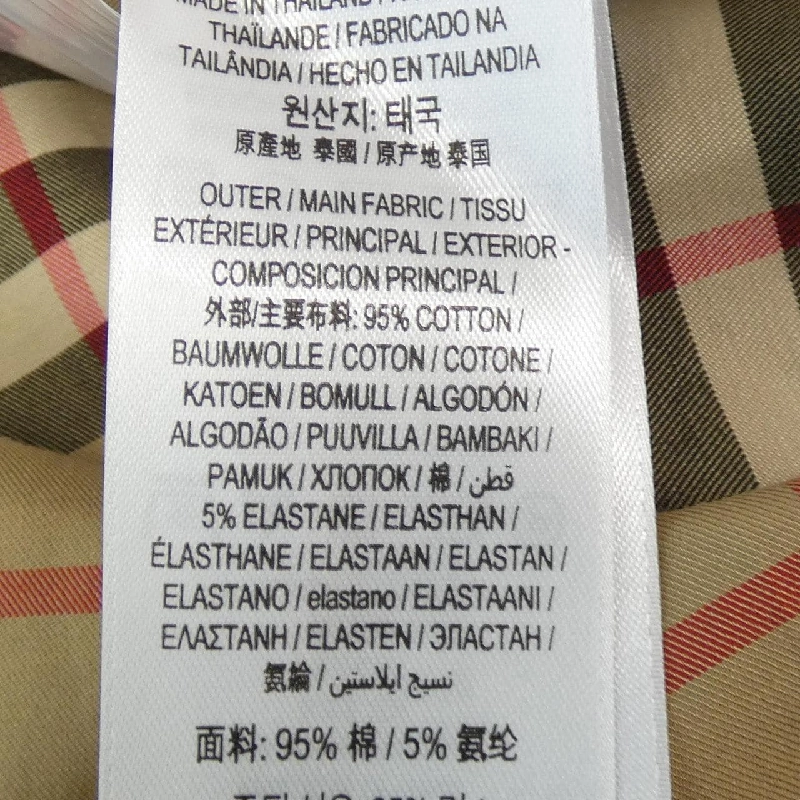 MADE IN THAILAND /
THAÏLANDE / FABRICADO NA
TAILÂNDIA / HECHO EN TAILANDIA
원산지: 태국
原產地 泰國 / 原产地 泰国
OUTER / MAIN FABRIC / TISSU
EXTÉRIEUR / PRINCIPAL / EXTERIOR -
COMPOSICION PRINCIPAL /
外部/主要布料: 95% COTTON /
BAUMWOLLE / COTON / COTONE /
KATOEN / BOMULL / ALGODÓN /
ALGODÃO / PUUVILLA / BAMBAKI /
PAMUK / ХЛОПОК / 棉 / قطن
5% ELASTANE / ELASTHAN /
ÉLASTHANE / ELASTAAN / ELASTAN /
ELASTANO / elastano / ELASTAANI /
ΕΛΑΣΤΑΝΗ / ELASTEN / ЭЛАСТАН /
氨綸 / نسيج ايلاستين
面料: 95% 棉 / 5% 氨纶